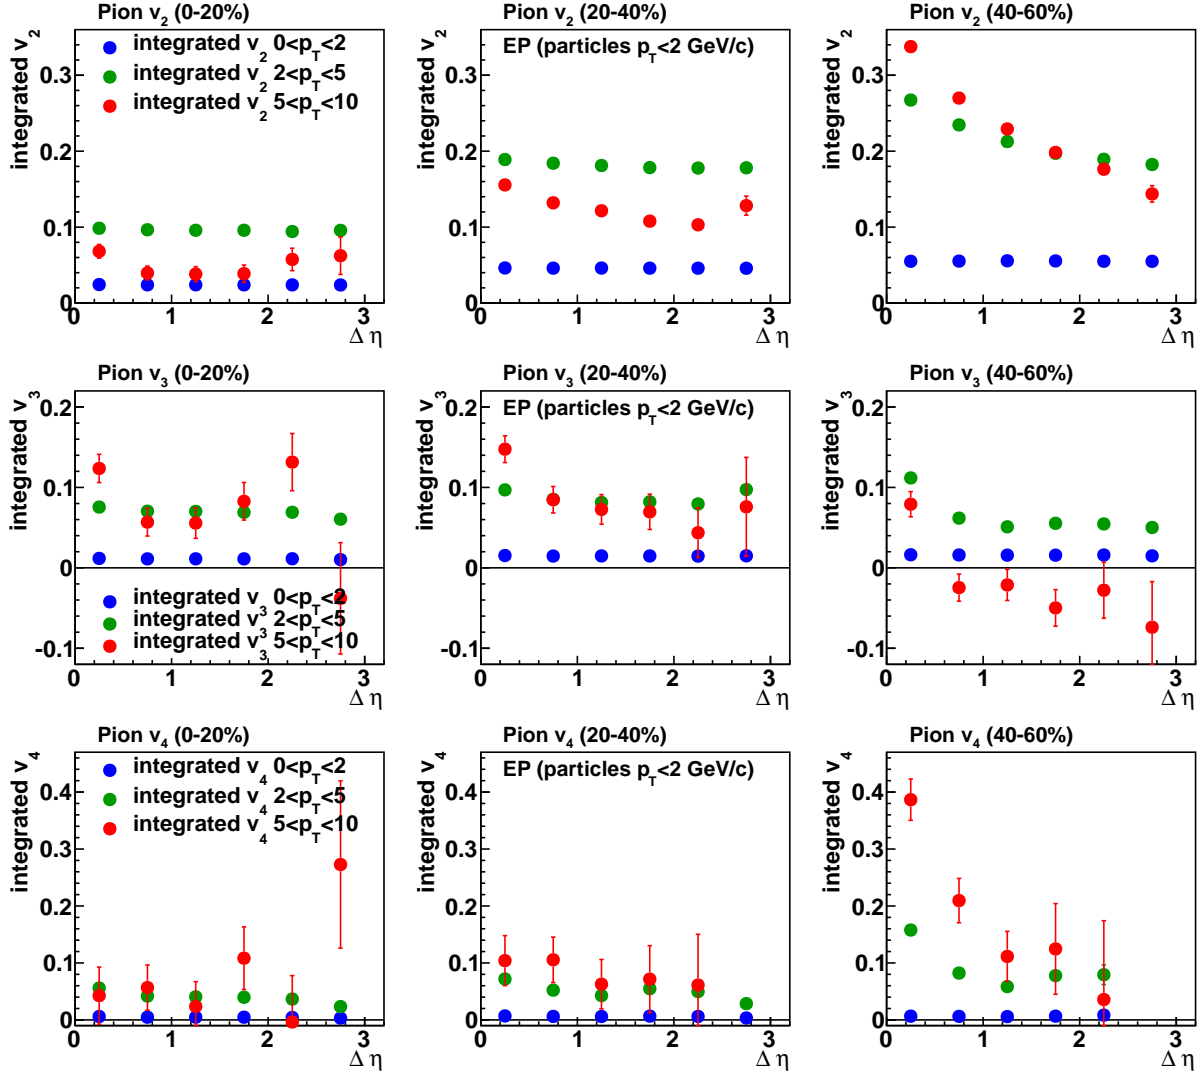 Pion v2 (0-20%)
integrated v2
integrated v2 0<pT<2
integrated v2 2<pT<5
integrated v2 5<pT<10
0.3
0.2
0.1
0
0 1 2 3
Δ η
Pion v2 (20-40%)
integrated v2
EP (particles pT<2 GeV/c)
0.3
0.2
0.1
0
0 1 2 3
Δ η
Pion v2 (40-60%)
integrated v2
0.3
0.2
0.1
0
0 1 2 3
Δ η
Pion v3 (0-20%)
integrated v3
0.2
0.1
0
-0.1
integrated v3 0<pT<2
integrated v3 2<pT<5
integrated v3 5<pT<10
0 1 2 3
Δ η
Pion v3 (20-40%)
integrated v3
EP (particles pT<2 GeV/c)
0.2
0.1
0
-0.1
0 1 2 3
Δ η
Pion v3 (40-60%)
integrated v3
0.2
0.1
0
-0.1
0 1 2 3
Δ η
Pion v4 (0-20%)
integrated v4
integrated v4 0<pT<2
integrated v4 2<pT<5
integrated v4 5<pT<10
0.4
0.3
0.2
0.1
0
0 1 2 3
Δ η
Pion v4 (20-40%)
integrated v4
EP (particles pT<2 GeV/c)
0.4
0.3
0.2
0.1
0
0 1 2 3
Δ η
Pion v4 (40-60%)
integrated v4
0.4
0.3
0.2
0.1
0
0 1 2 3
Δ η